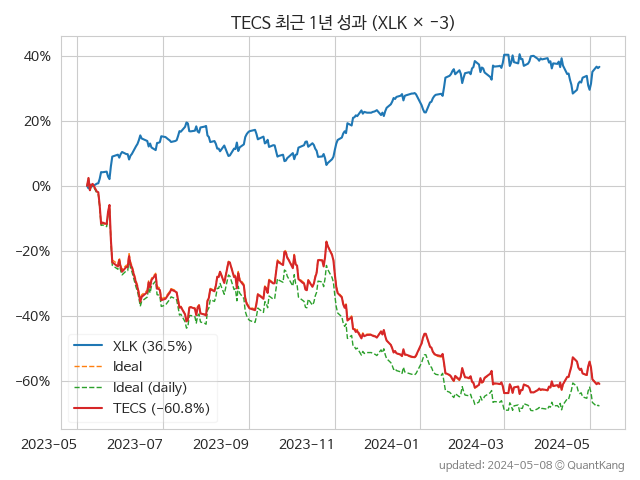 TECS 최근 1년 성과 (XLK × −3)
40%
20%
0%
−20%
−40%
−60%
XLK (36.5%)
Ideal
Ideal (daily)
TECS (−60.8%)
2023-05 2023-07 2023-09 2023-11 2024-01 2024-03 2024-05
updated: 2024-05-08 © QuantKang